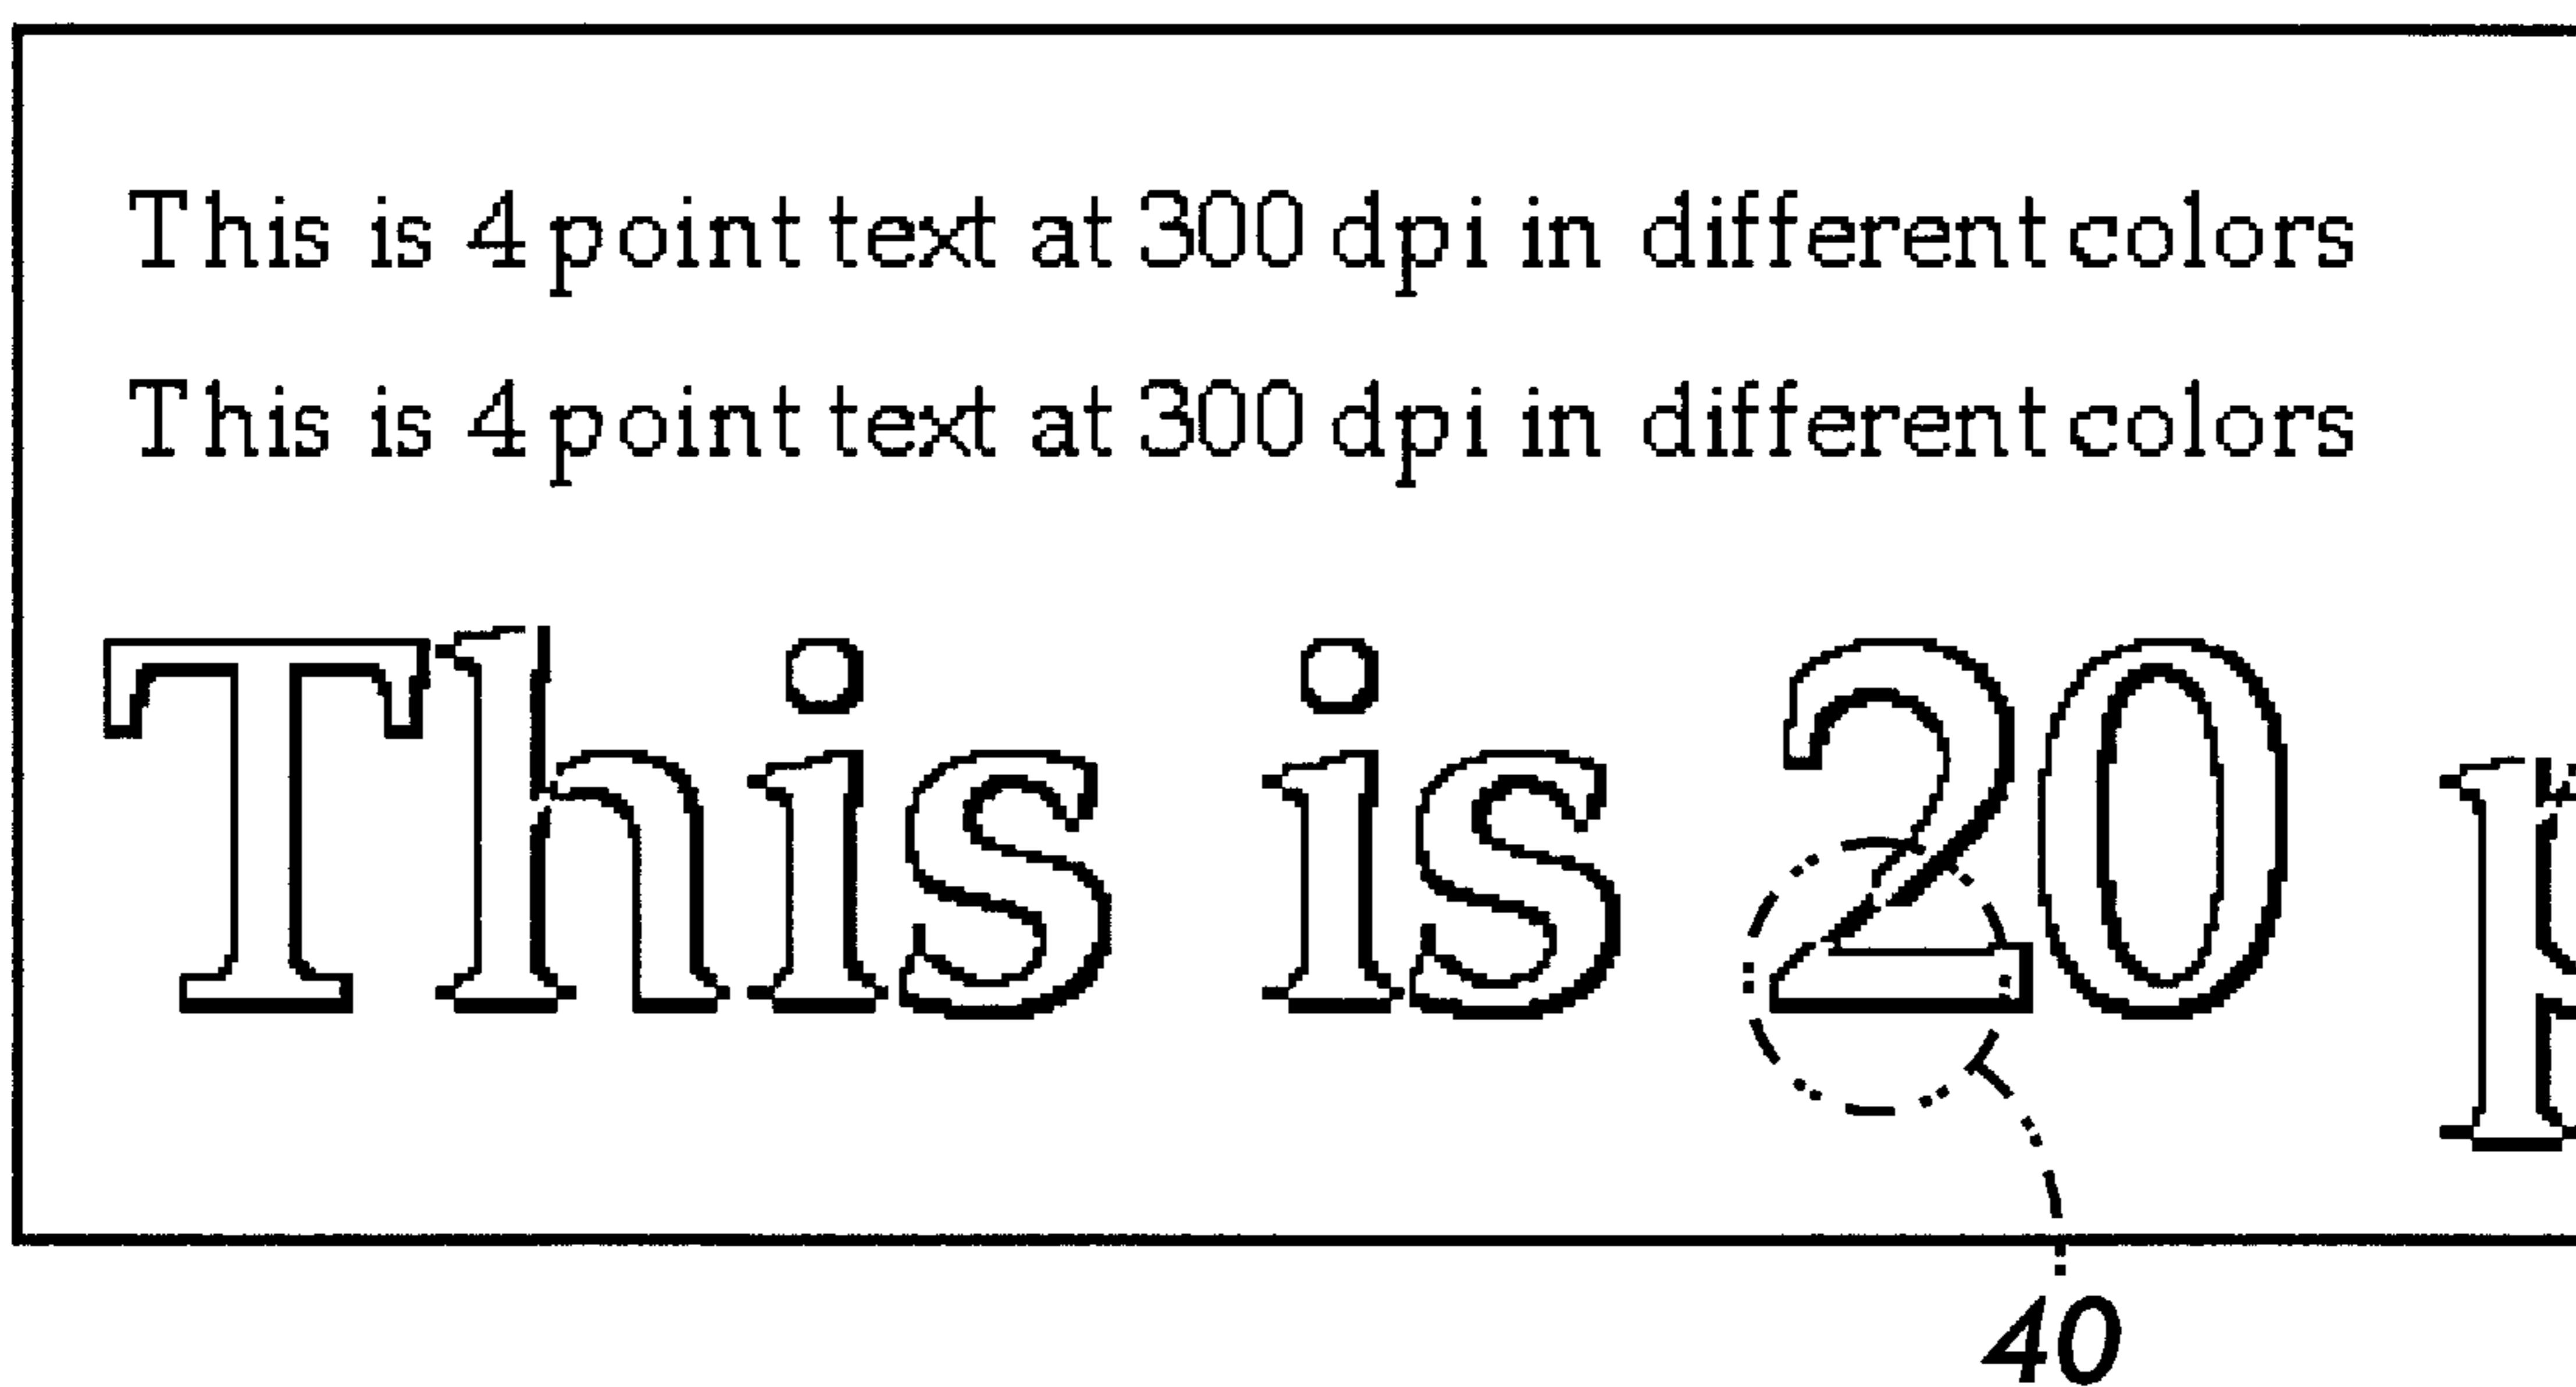 This is 4 point text at 300 dpi in different colors
This is 4 point text at 300 dpi in different colors
This is 20 p
40